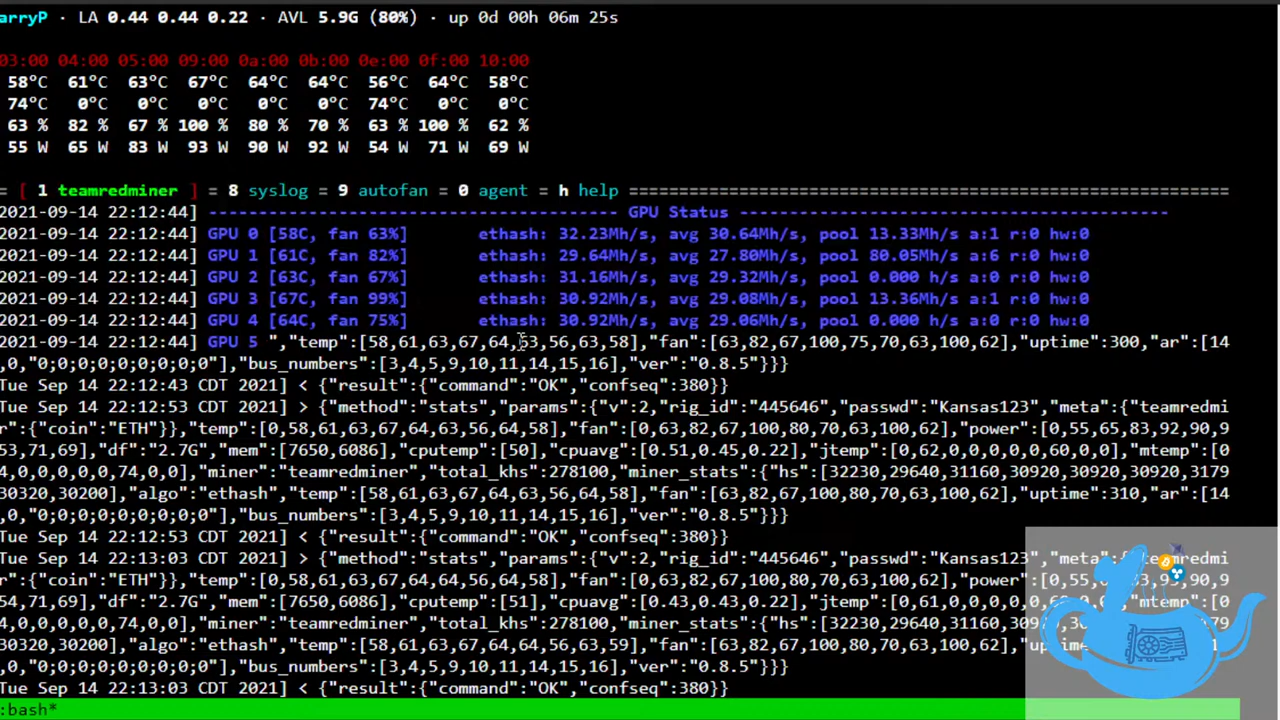 arryP · LA 0.44 0.44 0.22 · AVL 5.9G (80%) · up 0d 00h 06m 25s
03:00 04:00 05:00 09:00 0a:00 0b:00 0e:00 0f:00 10:00
58°C 61°C 63°C 67°C 64°C 64°C 56°C 64°C 58°C
74°C 0°C 0°C 0°C 0°C 0°C 74°C 0°C 0°C
63 % 82 % 67 % 100 % 80 % 70 % 63 % 100 % 62 %
55 W 65 W 83 W 93 W 90 W 92 W 54 W 71 W 69 W
= [ 1 teamredminer ] = 8 syslog = 9 autofan = 0 agent = h help ============================================================
2021-09-14 22:12:44] ----------------------------------------- GPU Status -------------------------------------------
2021-09-14 22:12:44] GPU 0 [58C, fan 63%] ethash: 32.23Mh/s, avg 30.64Mh/s, pool 13.33Mh/s a:1 r:0 hw:0
2021-09-14 22:12:44] GPU 1 [61C, fan 82%] ethash: 29.64Mh/s, avg 27.80Mh/s, pool 80.05Mh/s a:6 r:0 hw:0
2021-09-14 22:12:44] GPU 2 [63C, fan 67%] ethash: 31.16Mh/s, avg 29.32Mh/s, pool 0.000 h/s a:0 r:0 hw:0
2021-09-14 22:12:44] GPU 3 [67C, fan 99%] ethash: 30.92Mh/s, avg 29.08Mh/s, pool 13.36Mh/s a:1 r:0 hw:0
2021-09-14 22:12:44] GPU 4 [64C, fan 75%] ethash: 30.92Mh/s, avg 29.06Mh/s, pool 0.000 h/s a:0 r:0 hw:0
2021-09-14 22:12:44] GPU 5 ","temp":[58,61,63,67,64,63,56,63,58],"fan":[63,82,67,100,75,70,63,100,62],"uptime":300,"ar":[14
,0,"0;0;0;0;0;0;0;0;0"],"bus_numbers":[3,4,5,9,10,11,14,15,16],"ver":"0.8.5"}}}
Tue Sep 14 22:12:43 CDT 2021] < {"result":{"command":"OK","confseq":380}}
Tue Sep 14 22:12:53 CDT 2021] > {"method":"stats","params":{"v":2,"rig_id":"445646","passwd":"Kansas123","meta":{"teamredmi
r":{"coin":"ETH"}},"temp":[0,58,61,63,67,64,63,56,64,58],"fan":[0,63,82,67,100,80,70,63,100,62],"power":[0,55,65,83,92,90,9
53,71,69],"df":"2.7G","mem":[7650,6086],"cputemp":[50],"cpuavg":[0.51,0.45,0.22],"jtemp":[0,62,0,0,0,0,0,60,0,0],"mtemp":[0
4,0,0,0,0,0,74,0,0],"miner":"teamredminer","total_khs":278100,"miner_stats":{"hs":[32230,29640,31160,30920,30920,30920,3179
30320,30200],"algo":"ethash","temp":[58,61,63,67,64,63,56,64,58],"fan":[63,82,67,100,80,70,63,100,62],"uptime":310,"ar":[14
,0,"0;0;0;0;0;0;0;0;0"],"bus_numbers":[3,4,5,9,10,11,14,15,16],"ver":"0.8.5"}}}
Tue Sep 14 22:12:53 CDT 2021] < {"result":{"command":"OK","confseq":380}}
Tue Sep 14 22:13:03 CDT 2021] > {"method":"stats","params":{"v":2,"rig_id":"445646","passwd":"Kansas123","meta":{"teamredmi
r":{"coin":"ETH"}},"temp":[0,58,61,63,67,64,64,56,64,58],"fan":[0,63,82,67,100,80,70,63,100,62],"power":[0,55,
54,71,69],"df":"2.7G","mem":[7650,6086],"cputemp":[51],"cpuavg":[0.43,0.43,0.22],"jtemp":[0,61,0,0,0,0,0, "mtemp":[0
4,0,0,0,0,0,74,0,0],"miner":"teamredminer","total_khs":278100,"miner_stats":{"hs":[32230,
30320,30200],"algo":"ethash","temp":[58,61,63,67,64,64,56,63,59],"fan":[63,82,67,100,80,70,63,100,62],
,0,"0;0;0;0;0;0;0;0;0"],"bus_numbers":[3,4,5,9,10,11,14,15,16],"ver":"0.8.5"}}}
Tue Sep 14 22:13:03 CDT 2021] < {"result":{"command":"OK","confseq":380}}
:bash*